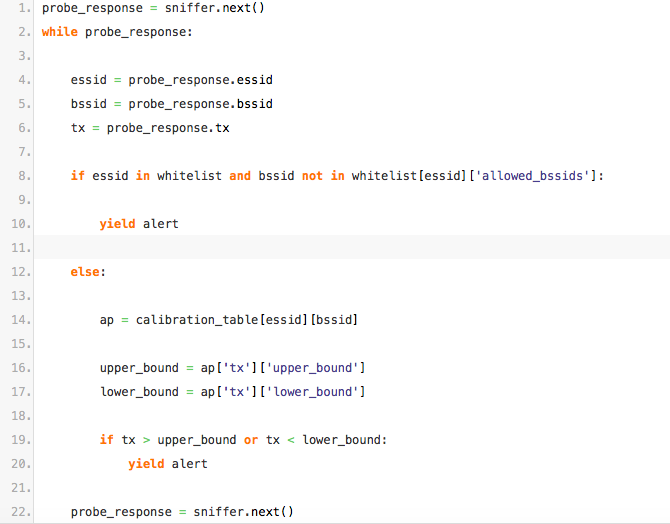 1. probe_response = sniffer.next()
2. while probe_response:
3.
4.     essid = probe_response.essid
5.     bssid = probe_response.bssid
6.     tx = probe_response.tx
7.
8.     if essid in whitelist and bssid not in whitelist[essid]['allowed_bssids']:
9.
10.         yield alert
11.
12.     else:
13.
14.         ap = calibration_table[essid][bssid]
15.
16.         upper_bound = ap['tx']['upper_bound']
17.         lower_bound = ap['tx']['lower_bound']
18.
19.         if tx > upper_bound or tx < lower_bound:
20.             yield alert
21.
22.     probe_response = sniffer.next()